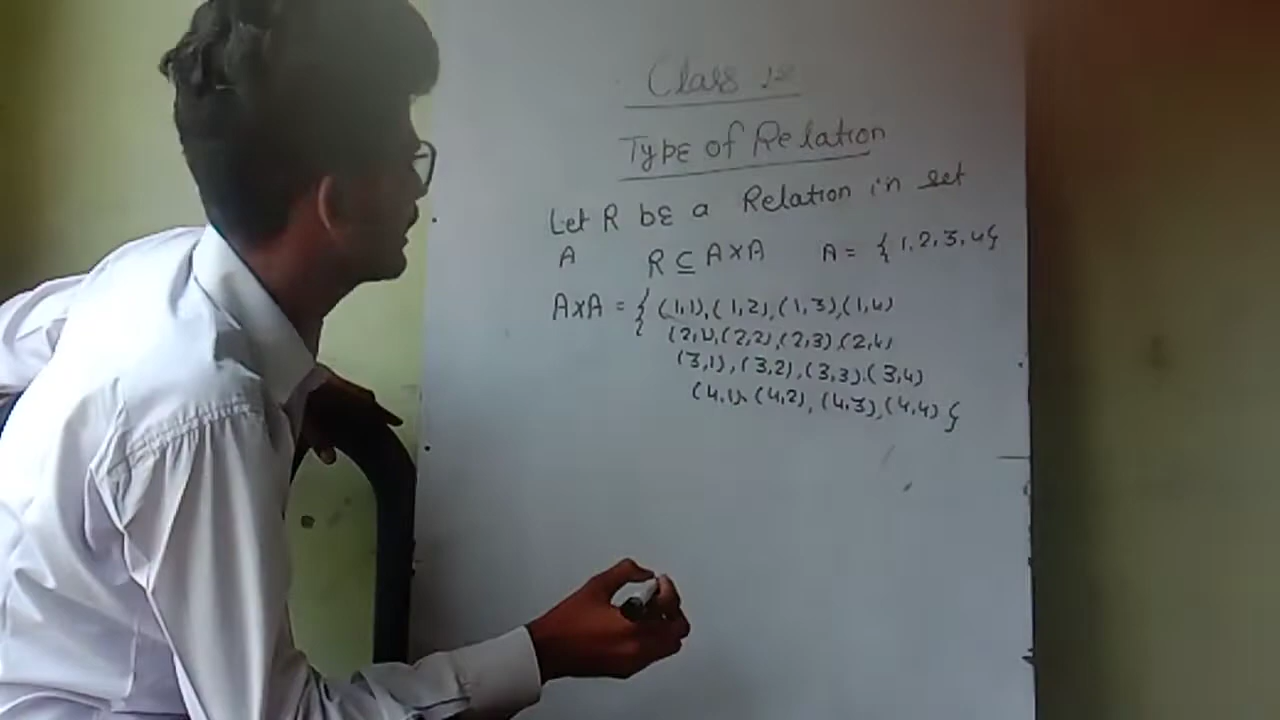 Class 12
Type of Relation
Let R be a Relation in set
A R ⊆ A×A A = {1,2,3,4}
A×A = { (1,1), (1,2), (1,3), (1,4)
(2,1), (2,2), (2,3), (2,4)
(3,1), (3,2), (3,3), (3,4)
(4,1), (4,2), (4,3), (4,4) }